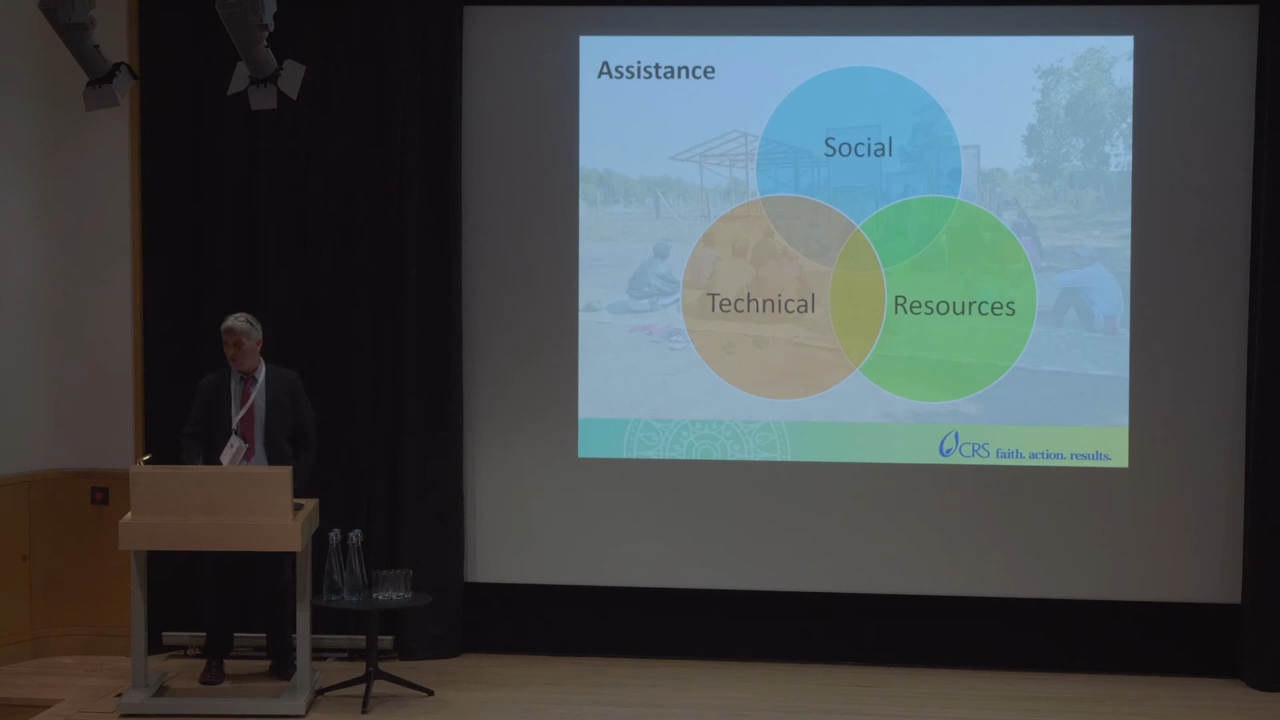 Assistance
Social
Technical
Resources
CRS faith. action. results.